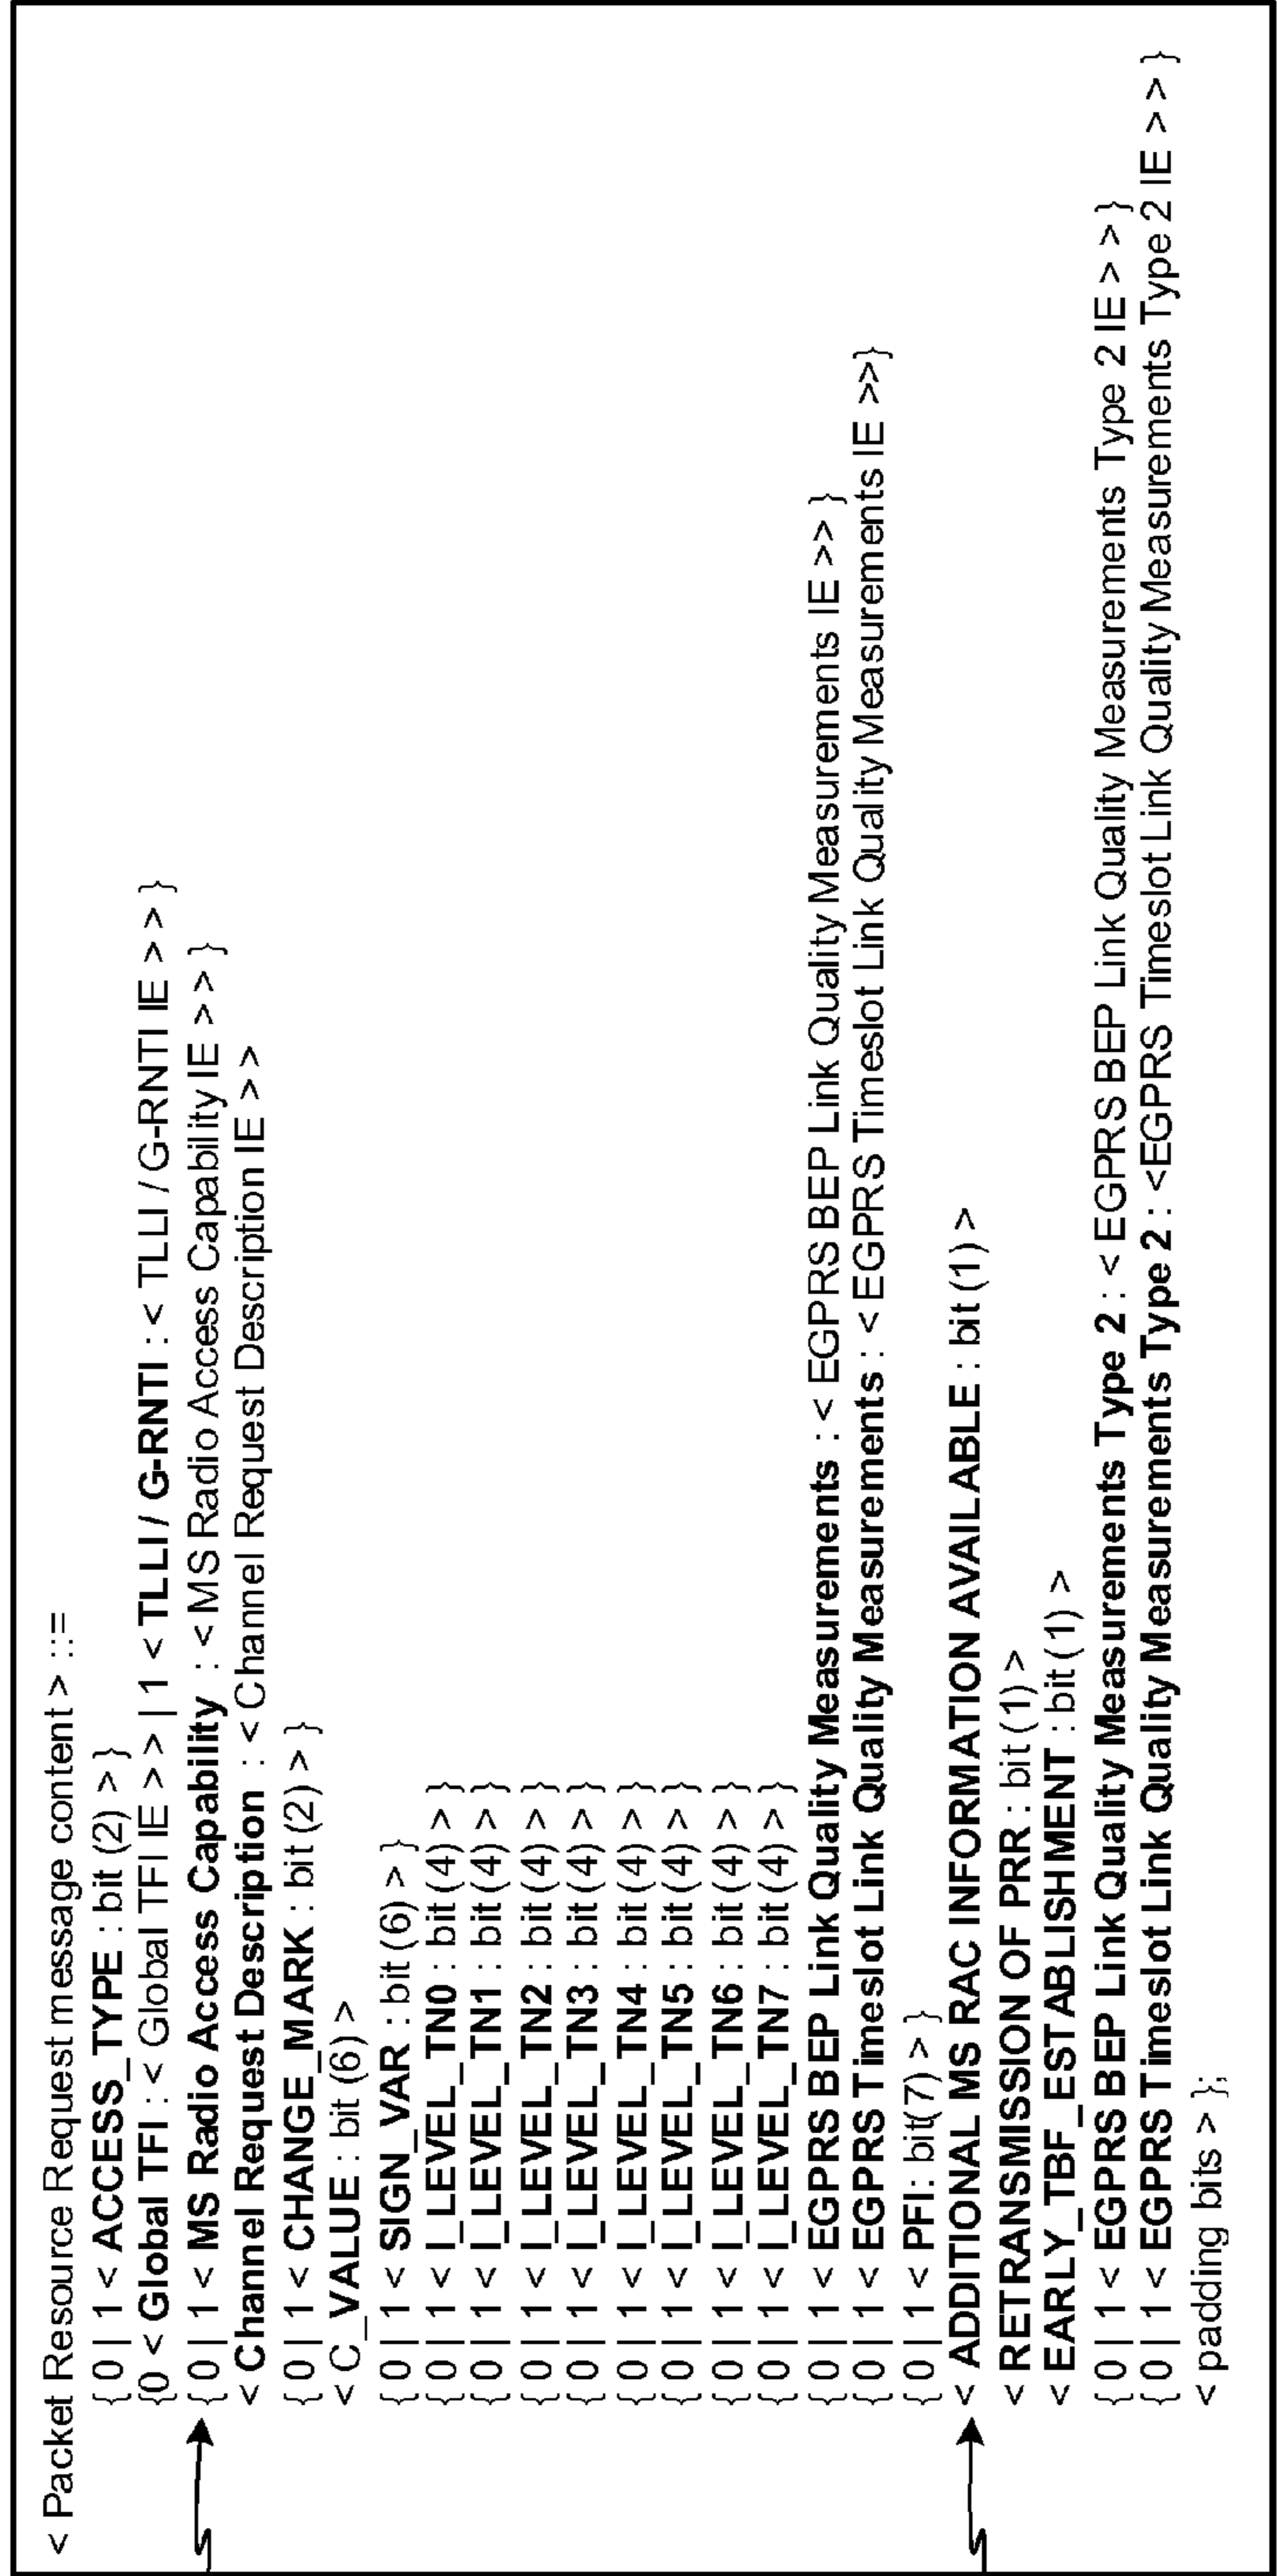 < Packet Resource Request message content > ::=
{ 0 | 1 < ACCESS_TYPE : bit (2) > }
{0 < Global TFI : < Global TFI IE > > | 1 < TLLI / G-RNTI : < TLLI / G-RNTI IE > > }
{ 0 | 1 < MS Radio Access Capability : < MS Radio Access Capability IE > > }
< Channel Request Description : < Channel Request Description IE > >
{ 0 | 1 < CHANGE_MARK : bit (2) > }
< C_VALUE : bit (6) >
{ 0 | 1 < SIGN_VAR : bit (6) > }
{ 0 | 1 < I_LEVEL_TN0 : bit (4) > }
{ 0 | 1 < I_LEVEL_TN1 : bit (4) > }
{ 0 | 1 < I_LEVEL_TN2 : bit (4) > }
{ 0 | 1 < I_LEVEL_TN3 : bit (4) > }
{ 0 | 1 < I_LEVEL_TN4 : bit (4) > }
{ 0 | 1 < I_LEVEL_TN5 : bit (4) > }
{ 0 | 1 < I_LEVEL_TN6 : bit (4) > }
{ 0 | 1 < I_LEVEL_TN7 : bit (4) > }
{ 0 | 1 < EGPRS BEP Link Quality Measurements : < EGPRS BEP Link Quality Measurements IE >> }
{ 0 | 1 < EGPRS Timeslot Link Quality Measurements : < EGPRS Timeslot Link Quality Measurements IE >>}
{ 0 | 1 < PFI : bit(7) > }
< ADDITIONAL MS RAC INFORMATION AVAILABLE : bit (1) >
< RETRANSMISSION OF PRR : bit (1) >
< EARLY_TBF_ESTABLISHMENT : bit (1) >
{ 0 | 1 < EGPRS BEP Link Quality Measurements Type 2 : < EGPRS BEP Link Quality Measurements Type 2 IE > > }
{ 0 | 1 < EGPRS Timeslot Link Quality Measurements Type 2 : <EGPRS Timeslot Link Quality Measurements Type 2 IE > > }
< padding bits > };